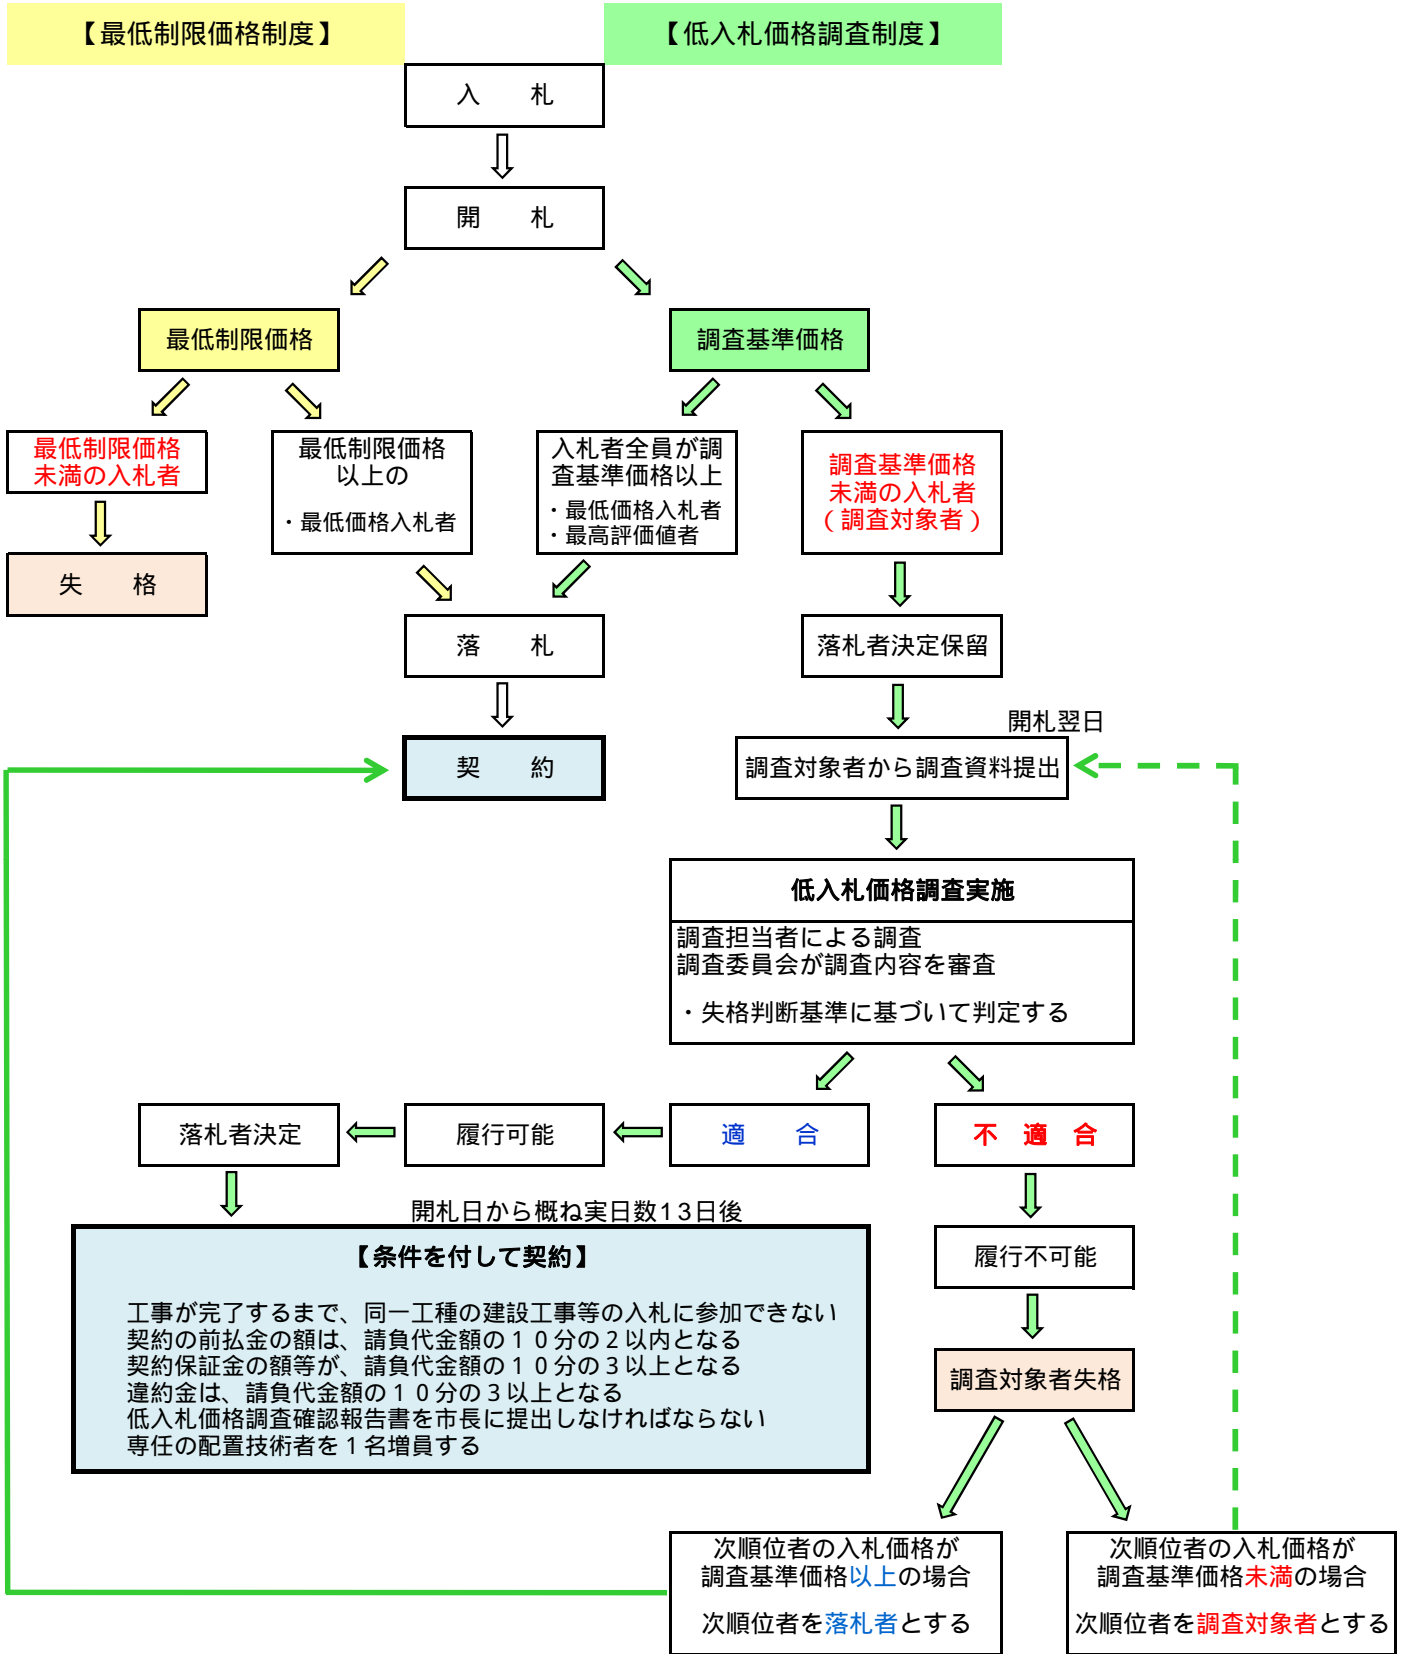 【最低制限価格制度】
【低入札価格調査制度】
入　　札
開　　札
最低制限価格
調査基準価格
最低制限価格
未満の入札者
最低制限価格
以上の
・最低価格入札者
入札者全員が調
査基準価格以上
・最低価格入札者
・最高評価値者
調査基準価格
未満の入札者
（調査対象者）
失　　格
落　　札
落札者決定保留
開札翌日
契　　約
調査対象者から調査資料提出
低入札価格調査実施
調査担当者による調査
調査委員会が調査内容を審査
・失格判断基準に基づいて判定する
落札者決定
履行可能
適　　合
不　適　合
開札日から概ね実日数13日後
履行不可能
【条件を付して契約】
工事が完了するまで、同一工種の建設工事等の入札に参加できない
契約の前払金の額は、請負代金額の１０分の２以内となる
契約保証金の額等が、請負代金額の１０分の３以上となる
違約金は、請負代金額の１０分の３以上となる
低入札価格調査確認報告書を市長に提出しなければならない
専任の配置技術者を１名増員する
調査対象者失格
次順位者の入札価格が
調査基準価格以上の場合
次順位者を落札者とする
次順位者の入札価格が
調査基準価格未満の場合
次順位者を調査対象者とする